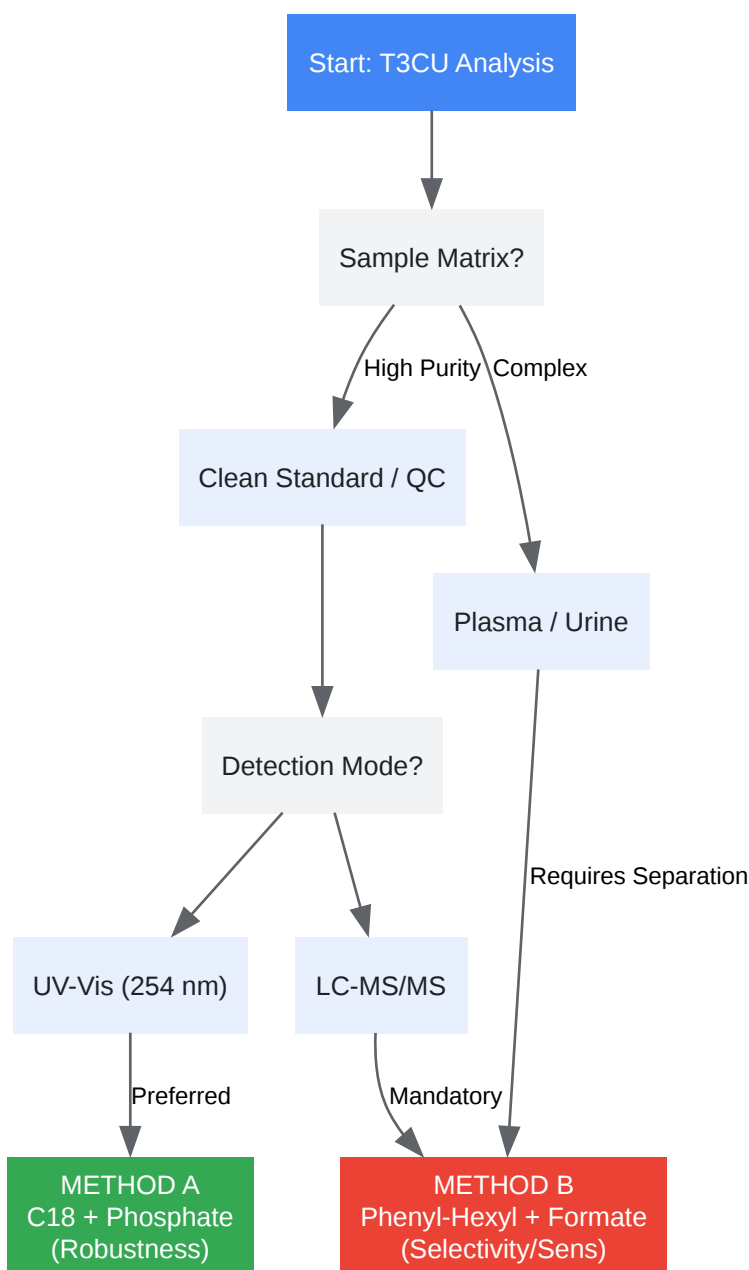 Start: T3CU Analysis
Sample Matrix?
High Purity
Complex
Clean Standard / QC
Plasma / Urine
Detection Mode?
Requires Separation
UV-Vis (254 nm)
LC-MS/MS
Preferred
Mandatory
METHOD A
C18 + Phosphate
(Robustness)
METHOD B
Phenyl-Hexyl + Formate
(Selectivity/Sens)